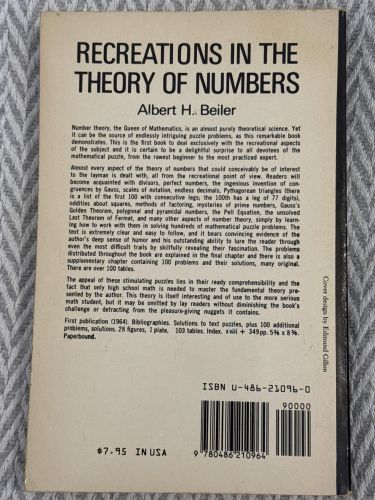 RECREATIONS IN THE
THEORY OF NUMBERS
Albert H. Beiler
Number theory, the Queen of Mathematics, is an almost purely theoretical science. Yet
it can be the source of endlessly intriguing puzzle problems, as this remarkable book
demonstrates. This is the first book to deal exclusively with the recreational aspects
of the subject and it is certain to be a delightful surprise to all devotees of the
mathematical puzzle, from the rawest beginner to the most practiced expert.
Almost every aspect of the theory of numbers that could conceivably be of interest
to the layman is dealt with, all from the recreational point of view. Readers will
become acquainted with divisors, perfect numbers, the ingenious invention of con-
gruences by Gauss, scales of notation, endless decimals, Pythagorean triangles (there
is a list of the first 100 with consecutive legs; the 100th has a leg of 77 digits),
oddities about squares, methods of factoring, mysteries of prime numbers, Gauss's
Golden Theorem, polygonal and pyramidal numbers, the Pell Equation, the unsolved
Last Theorem of Fermat, and many other aspects of number theory, simply by learn-
ing how to work with them in solving hundreds of mathematical puzzle problems. The
text is extremely clear and easy to follow, and it bears convincing evidence of the
author's deep sense of humor and his outstanding ability to lure the reader through
even the most difficult trails by skillfully revealing their fascination. The problems
distributed throughout the book are explained in the final chapter and there is also a
supplementary chapter containing 100 problems and their solutions, many original.
There are over 100 tables.
The appeal of these stimulating puzzles lies in their ready comprehensibility and the
fact that only high school math is needed to master the fundamental theory pre-
sented by the author. This theory is itself interesting and of use to the more serious
math student, but it may be omitted by lay readers without diminishing the book's
challenge or detracting from the pleasure-giving nuggets it contains.
First publication (1964). Bibliographies. Solutions to text puzzles, plus 100 additional
problems, solutions. 28 figures, 1 plate. 103 tables. Index. xviii + 349pp. 5⅜ x 8⅜.
Paperbound.
Cover design by Edmund Gillon
ISBN 0-486-21096-0
90000
$7.95 IN USA
9 780486 210964